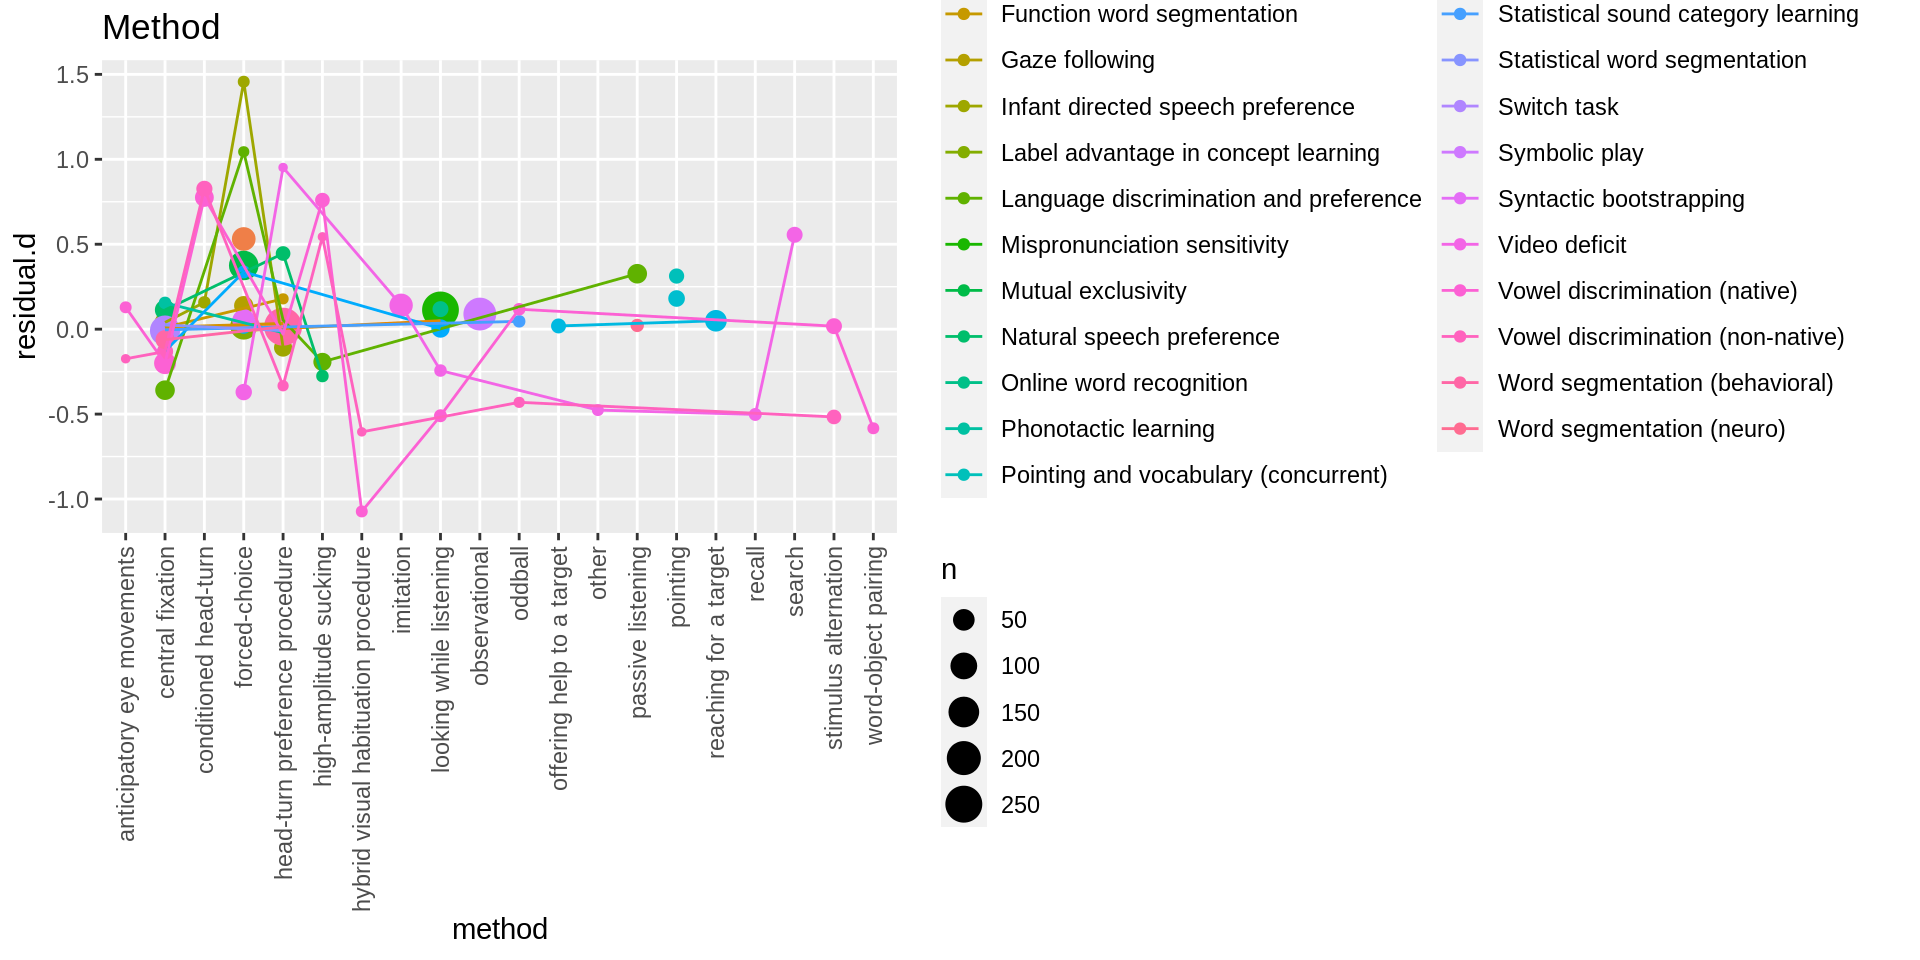 Method
residual.d
1.5
1.0
0.5
0.0
-0.5
-1.0
anticipatory eye movements
central fixation
conditioned head-turn
forced-choice
head-turn preference procedure
high-amplitude sucking
hybrid visual habituation procedure
imitation
looking while listening
observational
oddball
offering help to a target
other
passive listening
pointing
reaching for a target
recall
search
stimulus alternation
word-object pairing
method
Function word segmentation
Gaze following
Infant directed speech preference
Label advantage in concept learning
Language discrimination and preference
Mispronunciation sensitivity
Mutual exclusivity
Natural speech preference
Online word recognition
Phonotactic learning
Pointing and vocabulary (concurrent)
Statistical sound category learning
Statistical word segmentation
Switch task
Symbolic play
Syntactic bootstrapping
Video deficit
Vowel discrimination (native)
Vowel discrimination (non-native)
Word segmentation (behavioral)
Word segmentation (neuro)
n
50
100
150
200
250